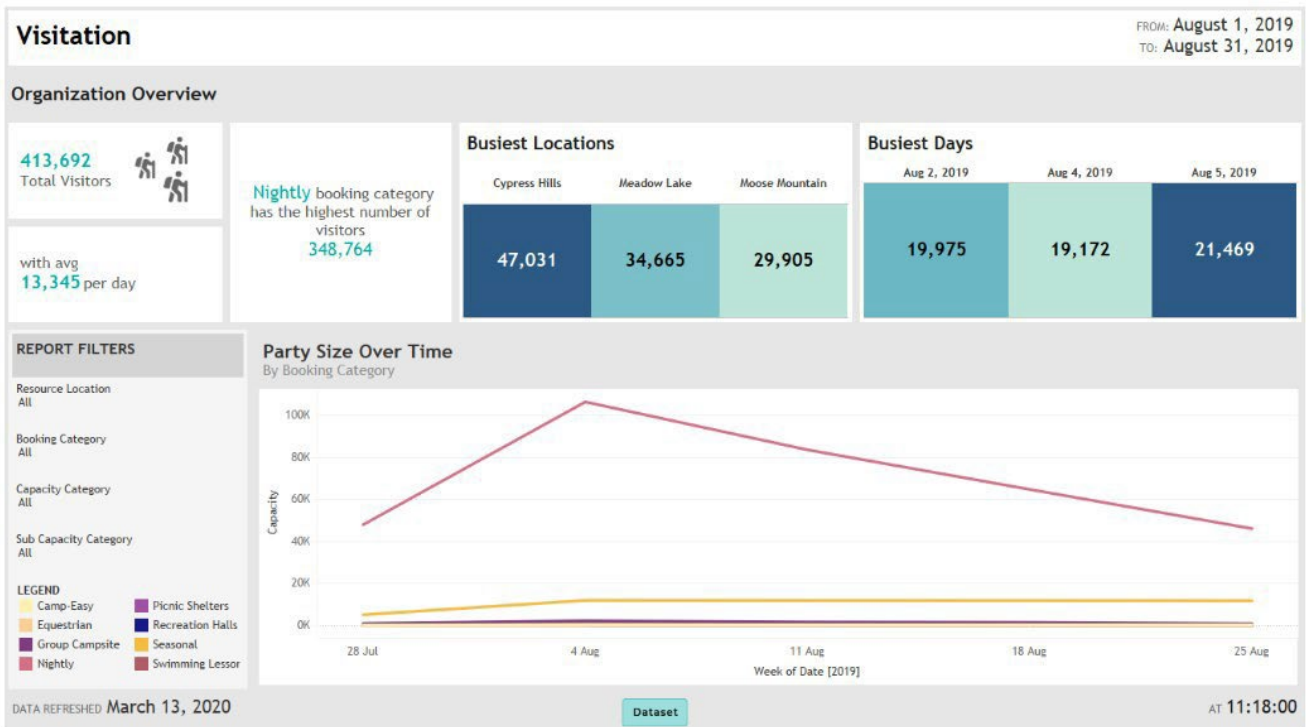 Visitation
FROM: August 1, 2019
TO: August 31, 2019
Organization Overview
413,692
Total Visitors
with avg
13,345 per day
Nightly booking category
has the highest number of
visitors
348,764
Busiest Locations
Cypress Hills Meadow Lake Moose Mountain
47,031 34,665 29,905
Busiest Days
Aug 2, 2019 Aug 4, 2019 Aug 5, 2019
19,975 19,172 21,469
REPORT FILTERS
Resource Location
All
Booking Category
All
Capacity Category
All
Sub Capacity Category
All
LEGEND
Camp-Easy Picnic Shelters
Equestrian Recreation Halls
Group Campsite Seasonal
Nightly Swimming Lessor
Party Size Over Time
By Booking Category
Capacity
100K
80K
60K
40K
20K
0K
28 Jul 4 Aug 11 Aug 18 Aug 25 Aug
Week of Date [2019]
DATA REFRESHED March 13, 2020
Dataset
AT 11:18:00